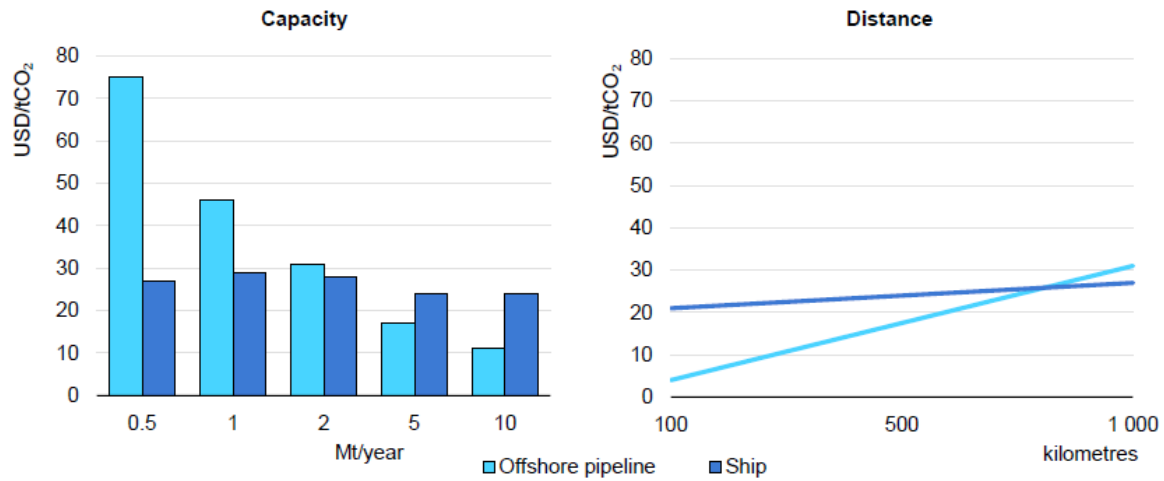 Capacity
USD/tCO₂
80
70
60
50
40
30
20
10
0
0.5 1 2 5 10
Mt/year
Distance
USD/tCO₂
80
70
60
50
40
30
20
10
0
100 500 1 000
kilometres
Offshore pipeline Ship